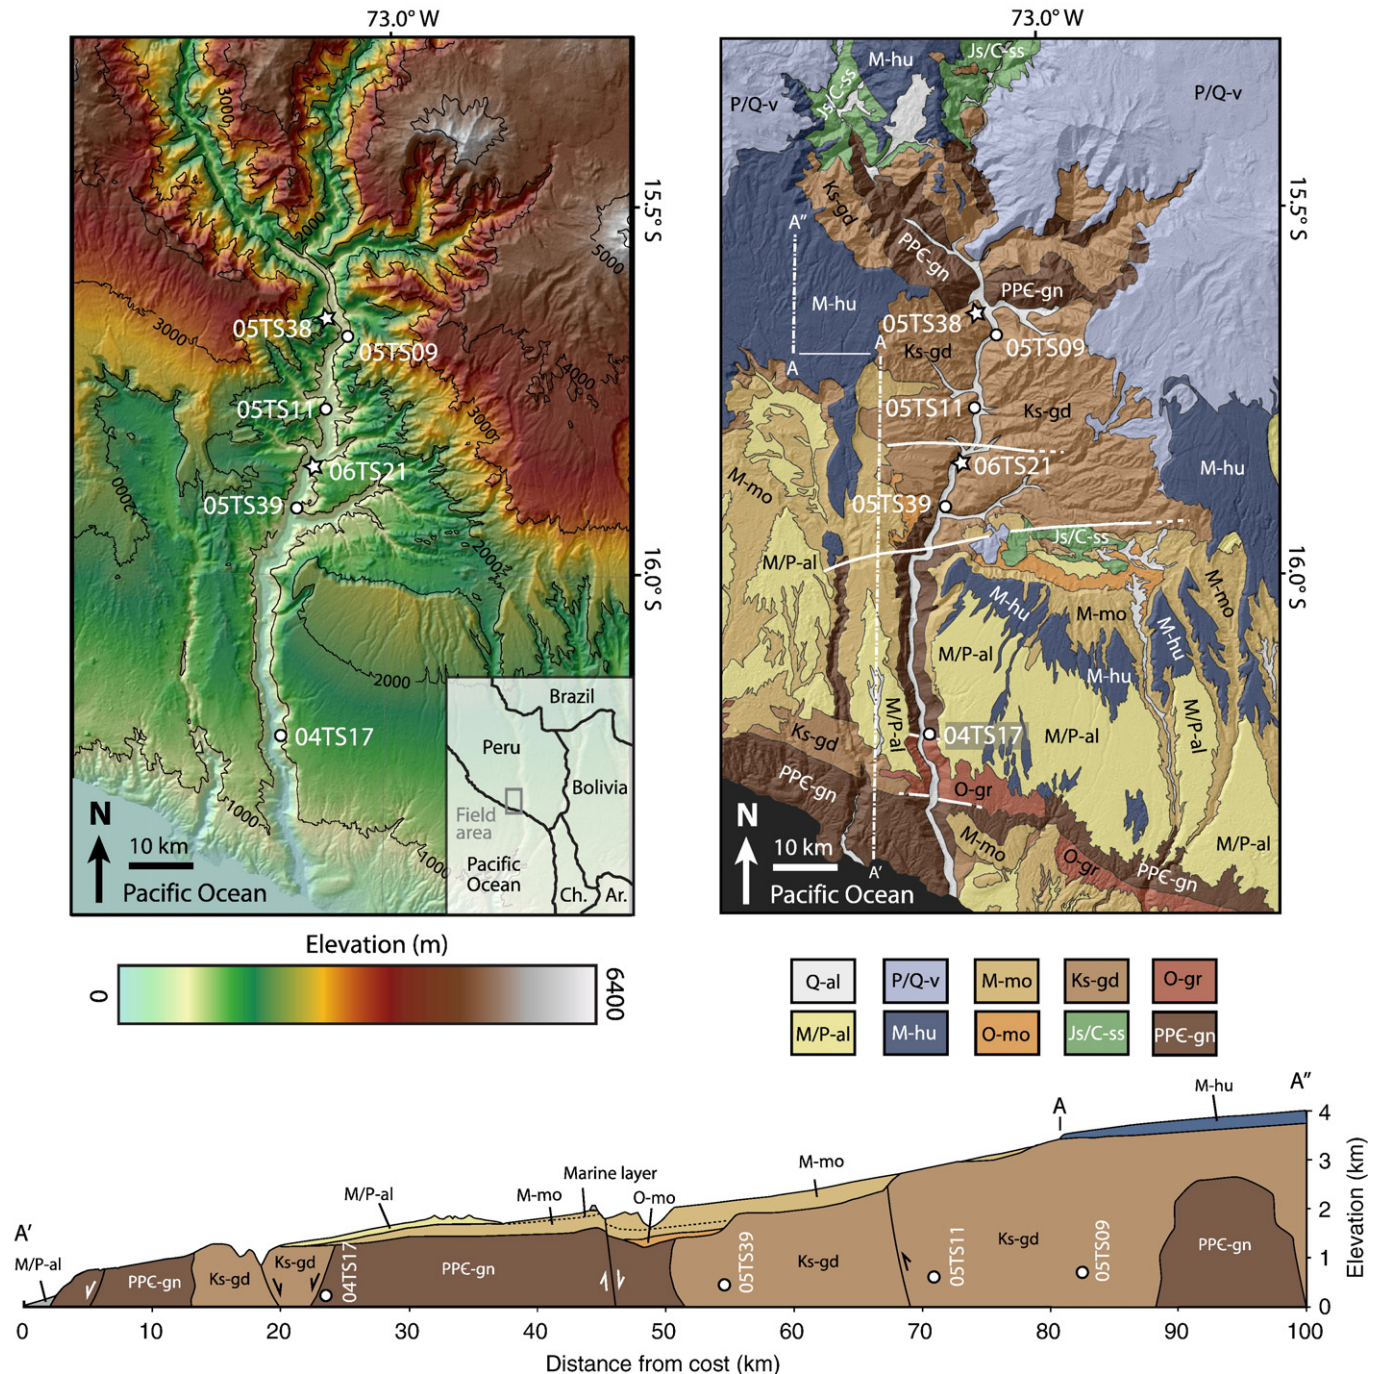 73.0° W
73.0° W
3000
2000
5000
15.5° S
3000
05TS38
05TS09
4000
05TS11
3000
06TS21
05TS39
2000
2000
16.0° S
2000
04TS17
1000
1000
N
10 km
Pacific Ocean
Brazil
Peru
Bolivia
Field
area
Pacific
Ocean
Ch.
Ar.
P/Q-v
Js/C-ss
M-hu
Js/C-ss
P/Q-v
15.5° S
Ks-gd
A"
PPЄ-gn
PPЄ-gn
M-hu
05TS38
05TS09
A
Ks-gd
A
05TS11
Ks-gd
M-hu
06TS21
M-mo
05TS39
Js/C-ss
M/P-al
16.0° S
M-hu
M-mo
M-mo
M-hu
M/P-al
M-hu
M/P-al
04TS17
M/P-al
M/P-al
Ks-gd
PPЄ-gn
O-gr
M-mo
O-gr
PPЄ-gn
M/P-al
N
10 km
A'
Pacific Ocean
Elevation (m)
0
6400
Q-al
P/Q-v
M-mo
Ks-gd
O-gr
M/P-al
M-hu
O-mo
Js/C-ss
PPЄ-gn
A'
M/P-al
PPЄ-gn
Ks-gd
Ks-gd
04TS17
M/P-al
PPЄ-gn
M-mo
Marine layer
O-mo
05TS39
M-mo
Ks-gd
05TS11
Ks-gd
05TS09
A
M-hu
A"
PPЄ-gn
4
3
2
1
0
Elevation (km)
0 10 20 30 40 50 60 70 80 90 100
Distance from cost (km)